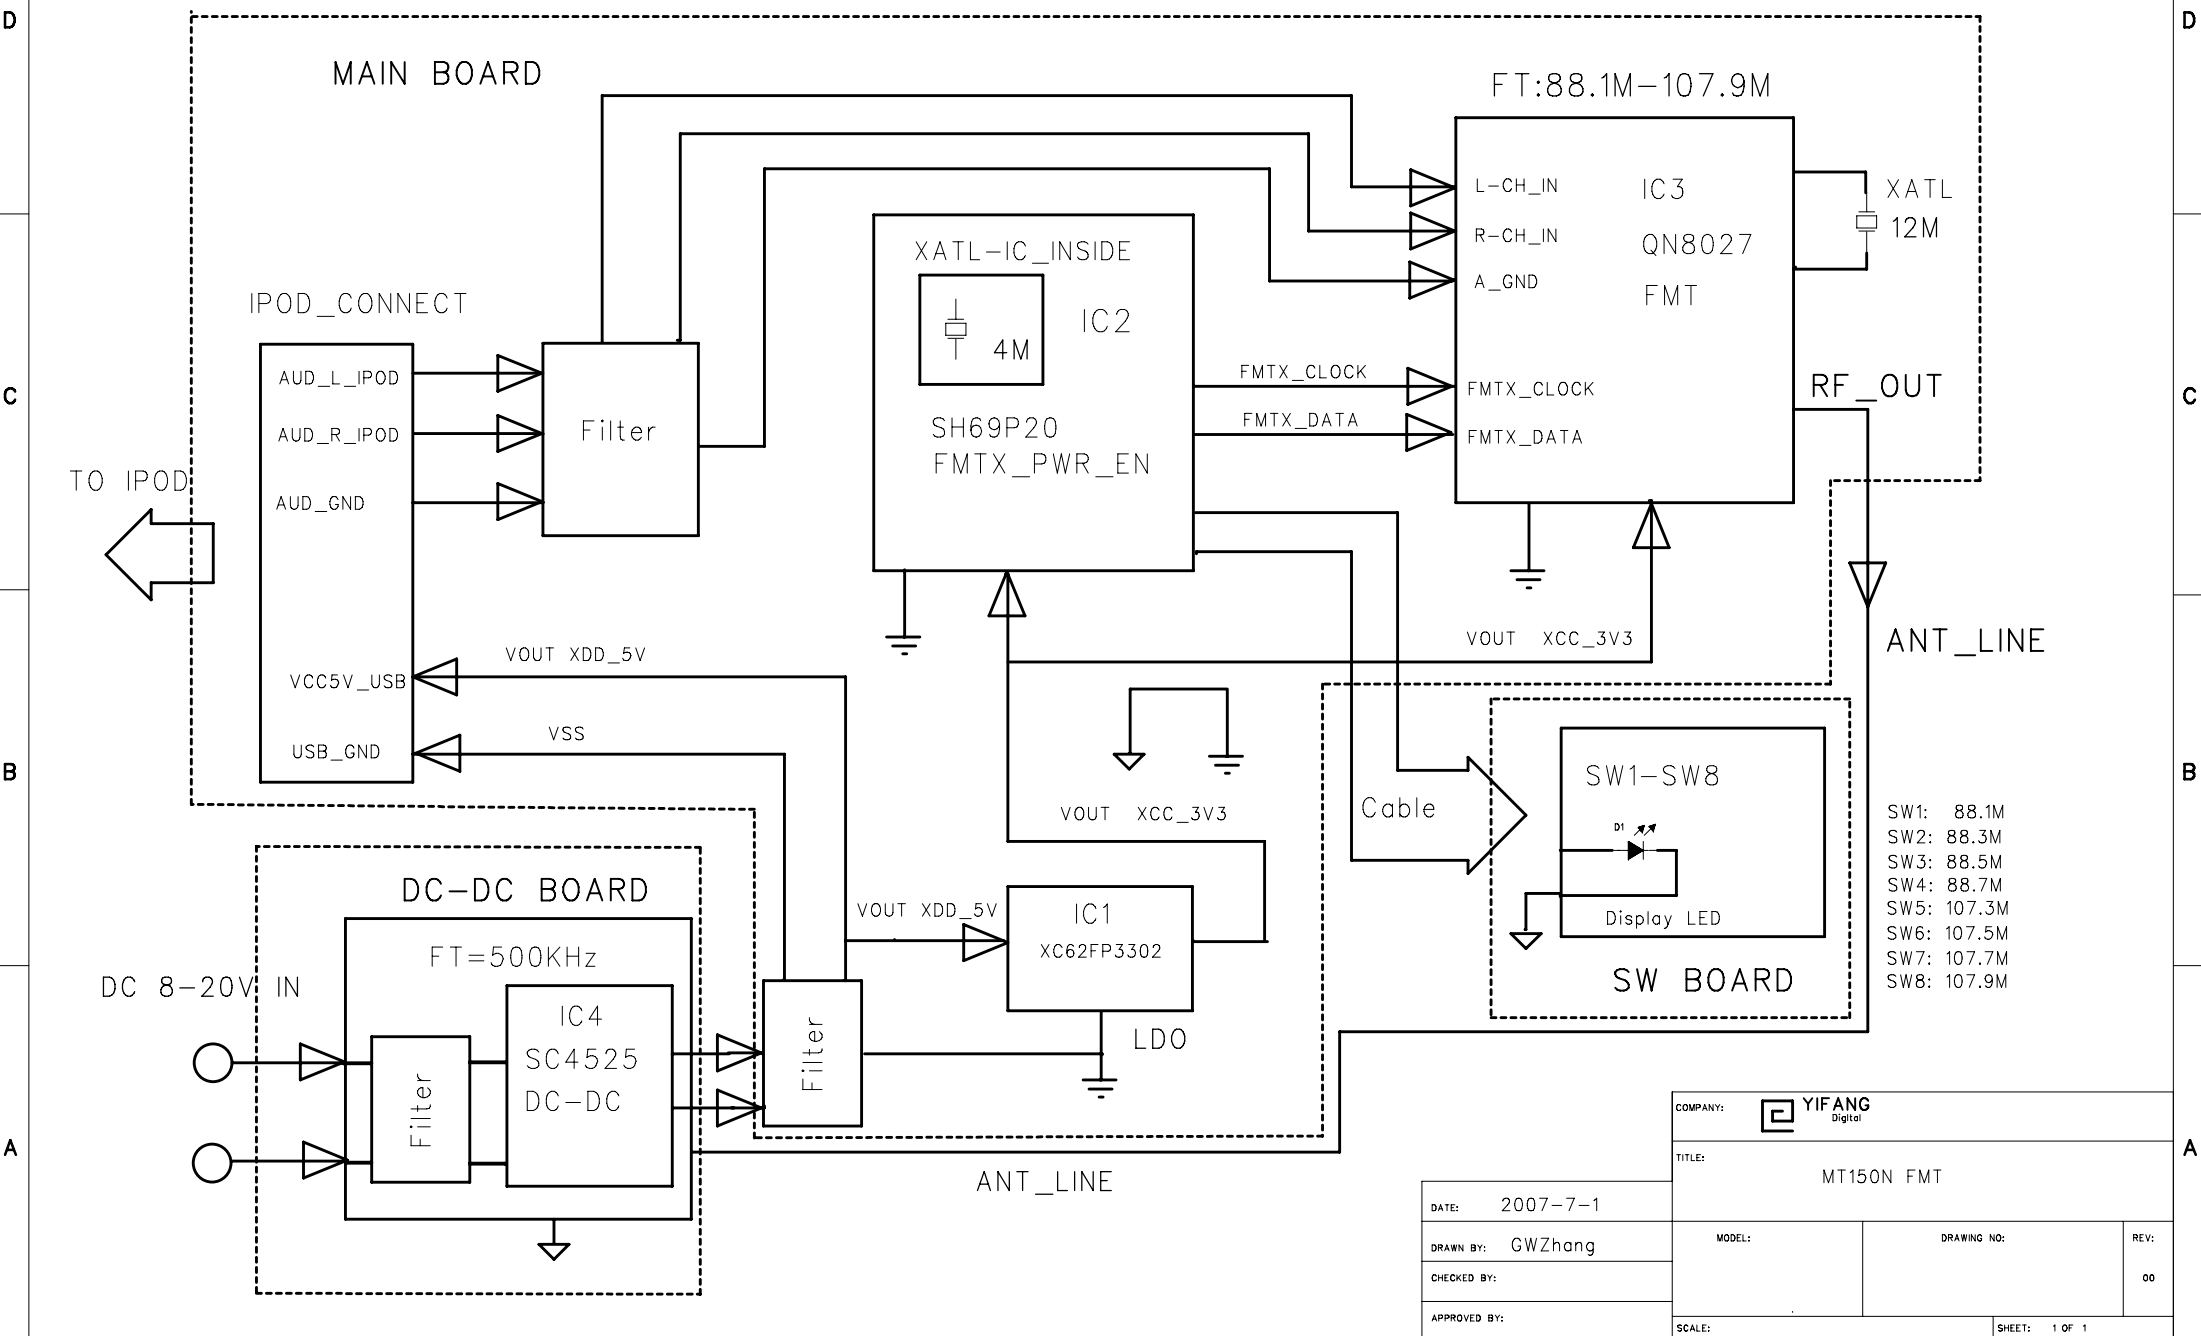 D
D
MAIN BOARD
FT:88.1M-107.9M
L-CH_IN
IC3
XATL
12M
R-CH_IN
QN8027
A_GND
FMT
XATL-IC_INSIDE
IC2
4M
IPOD_CONNECT
AUD_L_IPOD
AUD_R_IPOD
AUD_GND
Filter
C
C
FMTX_CLOCK
FMTX_CLOCK
FMTX_DATA
FMTX_DATA
RF_OUT
SH69P20
FMTX_PWR_EN
TO IPOD
VOUT XDD_5V
VCC5V_USB
VSS
USB_GND
VOUT XCC_3V3
ANT_LINE
B
B
VOUT XCC_3V3
Cable
SW1-SW8
D1
Display LED
SW BOARD
SW1: 88.1M
SW2: 88.3M
SW3: 88.5M
SW4: 88.7M
SW5: 107.3M
SW6: 107.5M
SW7: 107.7M
SW8: 107.9M
DC-DC BOARD
FT=500KHz
DC 8-20V IN
VOUT XDD_5V
IC1
XC62FP3302
LDO
IC4
SC4525
DC-DC
Filter
Filter
ANT_LINE
A
A
COMPANY: YIFANG
Digital
TITLE:
MT150N FMT
DATE: 2007-7-1
DRAWN BY: GWZhang
CHECKED BY:
APPROVED BY:
MODEL:
DRAWING NO:
REV:
00
SCALE:
SHEET: 1 OF 1